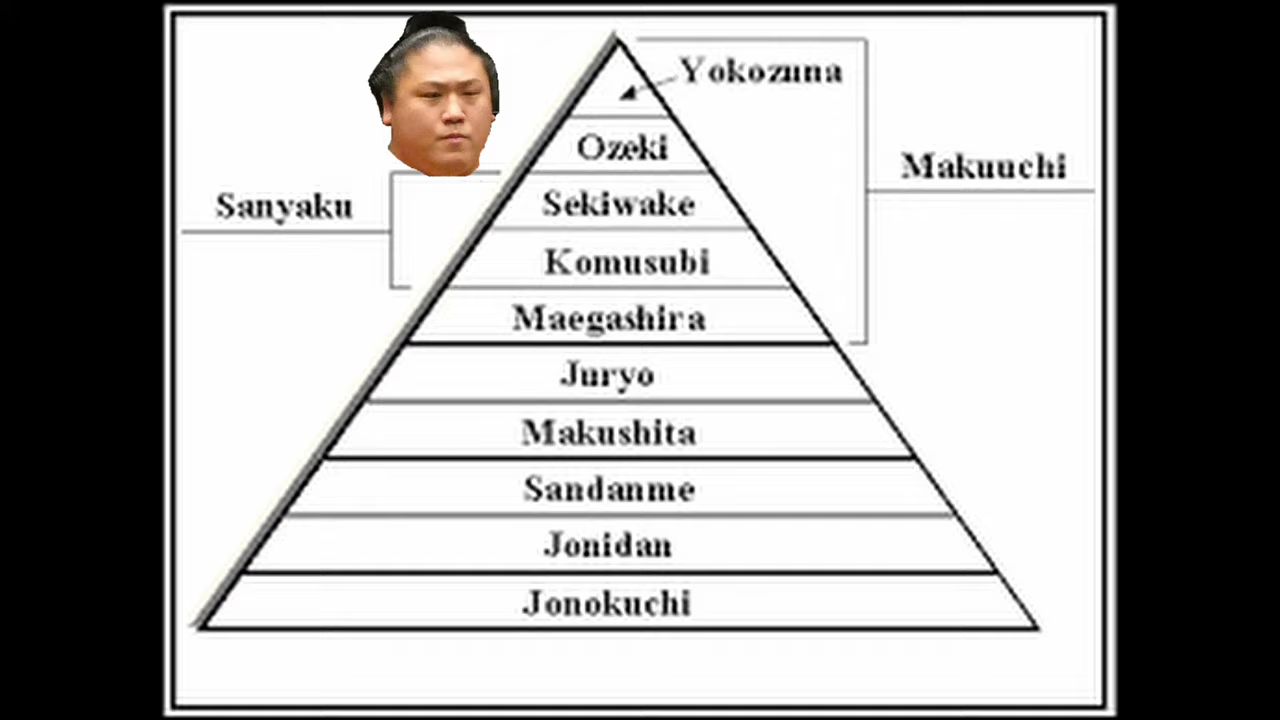 Yokozuna
Ozeki
Makuuchi
Sanyaku
Sekiwake
Komusubi
Maegashira
Juryo
Makushita
Sandanme
Jonidan
Jonokuchi